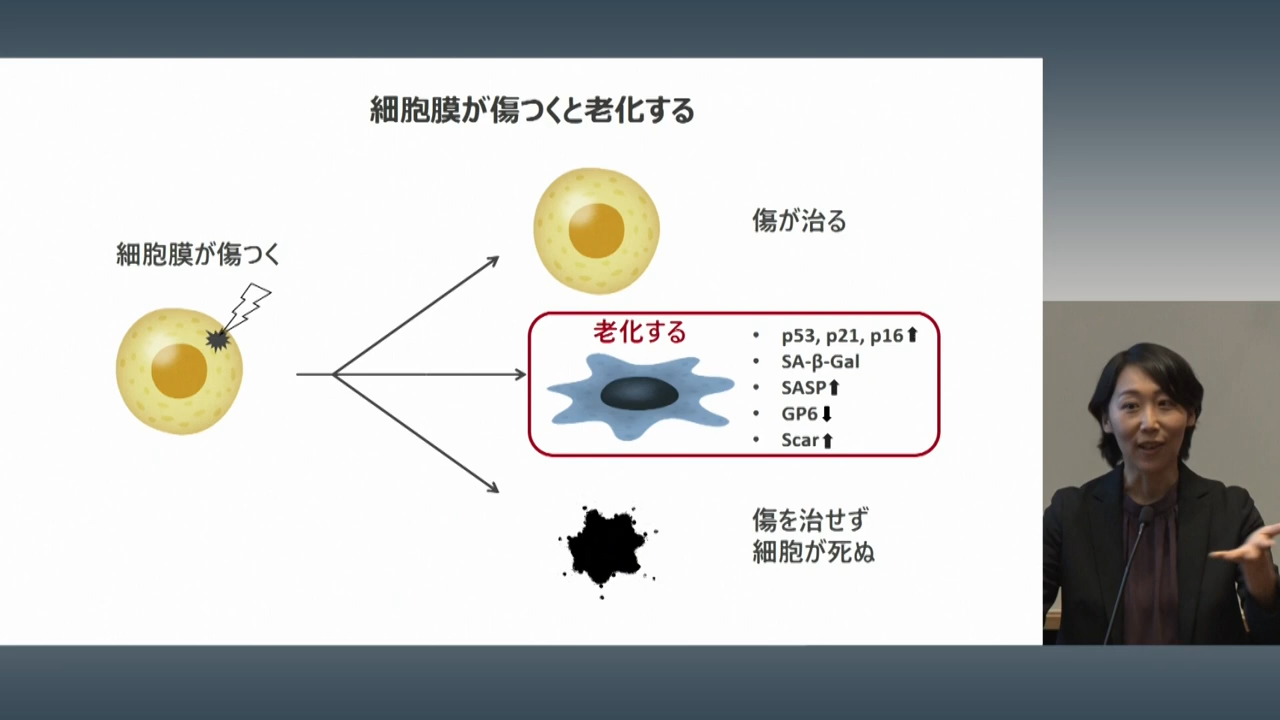 細胞膜が傷つくと老化する
細胞膜が傷つく
傷が治る
老化する
• p53, p21, p16⬆
• SA-β-Gal
• SASP⬆
• GP6⬇
• Scar⬆
傷を治せず
細胞が死ぬ